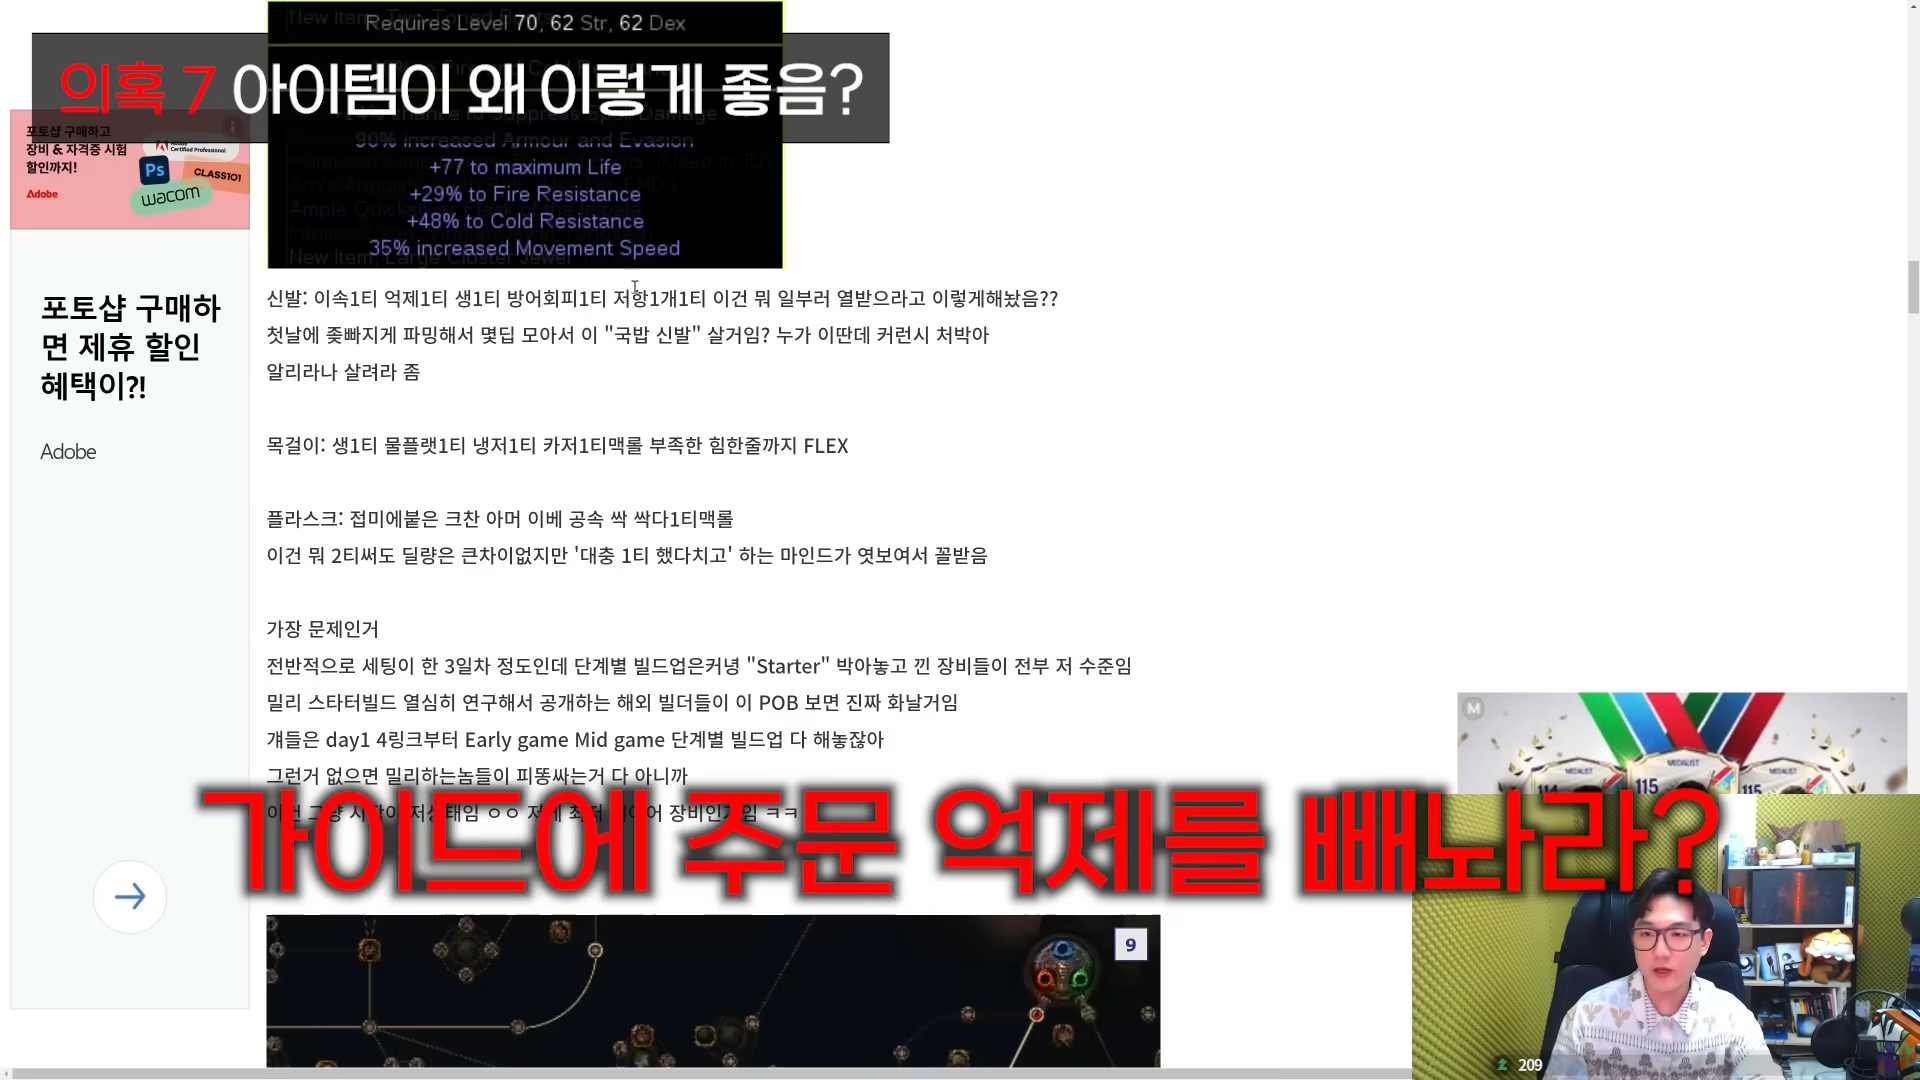 Requires Level 70, 62 Str, 62 Dex
의혹 7 아이템이 왜 이렇게 좋음?
90% increased Armour and Evasion
+77 to maximum Life
+29% to Fire Resistance
+48% to Cold Resistance
35% increased Movement Speed
New Item, Large Cluster Jewel
포토샵 구매하고
장비 & 자격증 시험
할인까지!
Adobe
Ps
Adobe
Certified Professional
CLASS101
wacom
포토샵 구매하
면 제휴 할인
혜택이?!
Adobe
신발: 이속1티 억제1티 생1티 방어회피1티 저항1개1티 이건 뭐 일부러 열받으라고 이렇게해놨음??
첫날에 좆빠지게 파밍해서 몇딥 모아서 이 "국밥 신발" 살거임? 누가 이딴데 커런시 처박아
알리라나 살려라 좀
목걸이: 생1티 물플랫1티 냉저1티 카저1티맥롤 부족한 힘한줄까지 FLEX
플라스크: 접미에붙은 크찬 아머 이베 공속 싹 싹다1티맥롤
이건 뭐 2티써도 딜량은 큰차이없지만 '대충 1티 했다치고' 하는 마인드가 엿보여서 꼴받음
가장 문제인거
전반적으로 세팅이 한 3일차 정도인데 단계별 빌드업은커녕 "Starter" 박아놓고 낀 장비들이 전부 저 수준임
밀리 스타터빌드 열심히 연구해서 공개하는 해외 빌더들이 이 POB 보면 진짜 화날거임
걔들은 day1 4링크부터 Early game Mid game 단계별 빌드업 다 해놓잖아
그런거 없으면 밀리하는놈들이 피똥싸는거 다 아니까
가이드에 주문 억제를 빼놔라?
M
MEDALIST
MEDALIST
MEDALIST
114
115
115
9
209